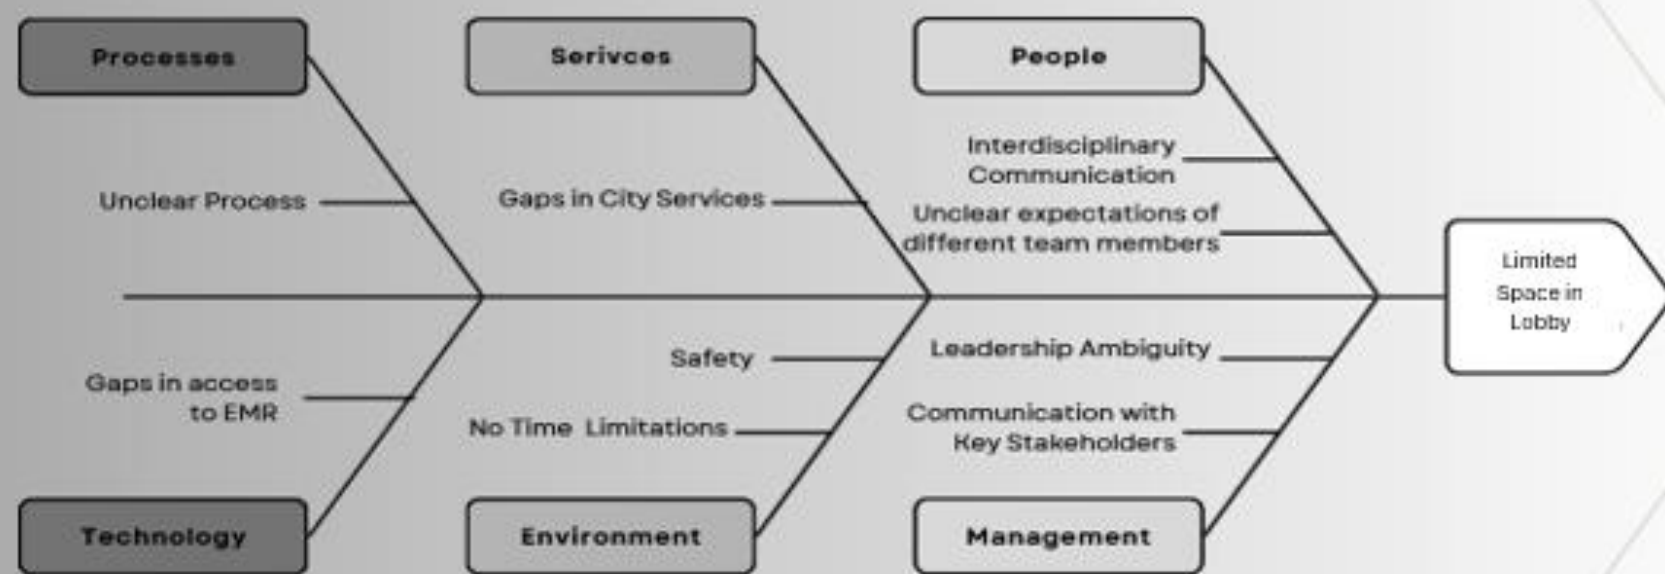 Processes
Serivces
People
Interdisciplinary
Communication
Unclear Process
Gaps in City Services
Unclear expectations of
different team members
Limited
Space in
Lobby
Safety
Leadership Ambiguity
Gaps in access
to EMR
No Time Limitations
Communication with
Key Stakeholders
Technology
Environment
Management